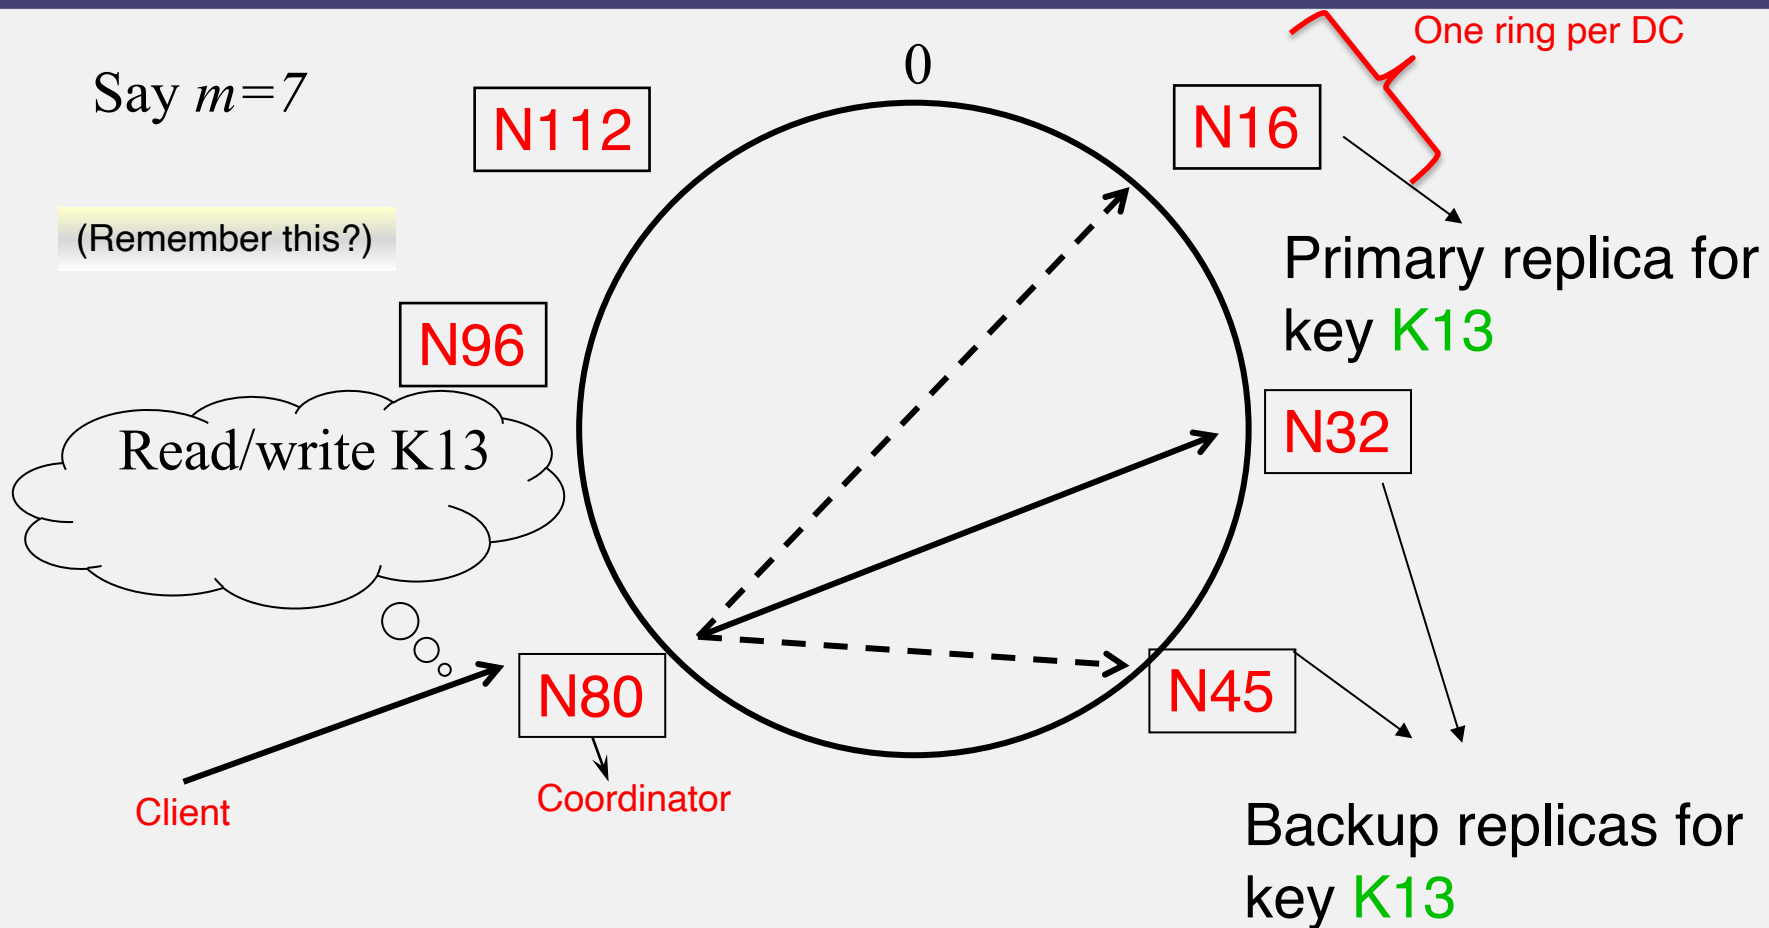 One ring per DC
0
Say m=7
N112
N16
(Remember this?)
Primary replica for
key K13
N96
N32
Read/write K13
N80
N45
Client
Coordinator
Backup replicas for
key K13